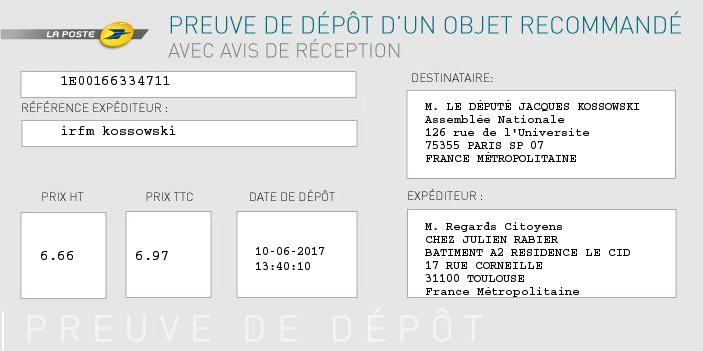 LA POSTE
PREUVE DE DÉPÔT D'UN OBJET RECOMMANDÉ
AVEC AVIS DE RÉCEPTION
1E00166334711
RÉFÉRENCE EXPÉDITEUR :
irfm kossowski
DESTINATAIRE:
M. LE DÉPUTÉ JACQUES KOSSOWSKI
Assemblée Nationale
126 rue de l'Universite
75355 PARIS SP 07
FRANCE MÉTROPOLITAINE
PRIX HT
6.66
PRIX TTC
6.97
DATE DE DÉPÔT
10-06-2017
13:40:10
EXPÉDITEUR :
M. Regards Citoyens
CHEZ JULIEN RABIER
BATIMENT A2 RESIDENCE LE CID
17 RUE CORNEILLE
31100 TOULOUSE
France Métropolitaine
PREUVE DE DÉPÔT